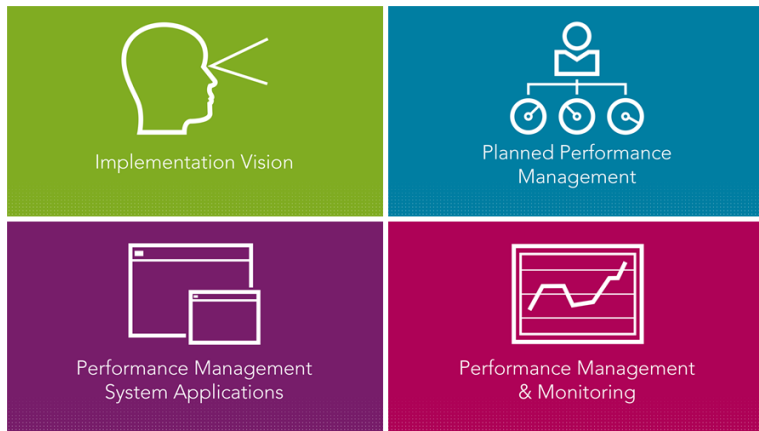 Implementation Vision
Planned Performance
Management
Performance Management
System Applications
Performance Management
& Monitoring